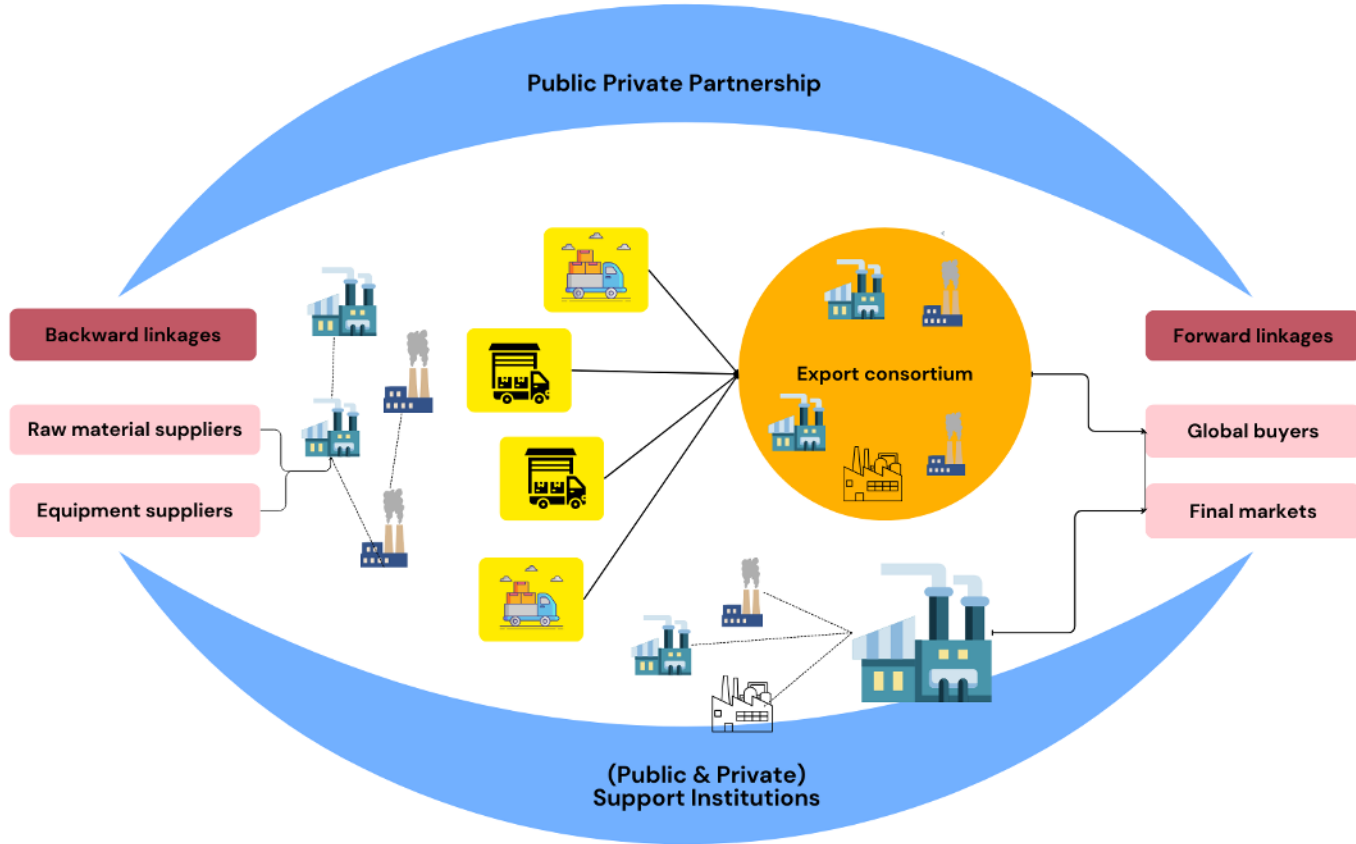 Public Private Partnership
Backward linkages
Forward linkages
Export consortium
Raw material suppliers
Global buyers
Equipment suppliers
Final markets
(Public & Private)
Support Institutions